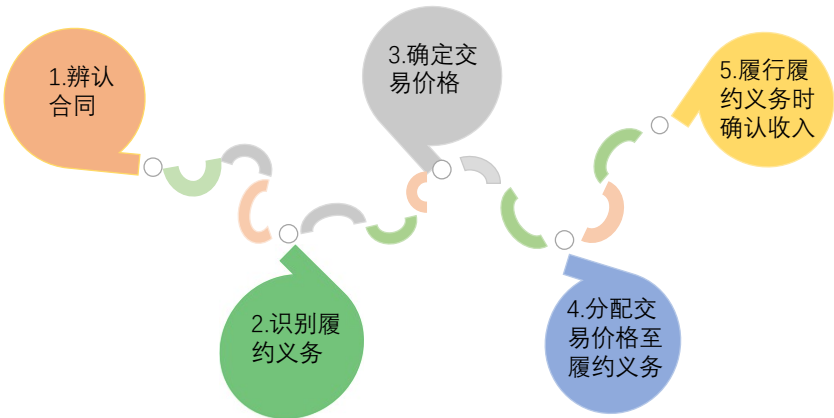 1.辨认
合同
2.识别履
约义务
3.确定交
易价格
4.分配交
易价格至
履约义务
5.履行履
约义务时
确认收入